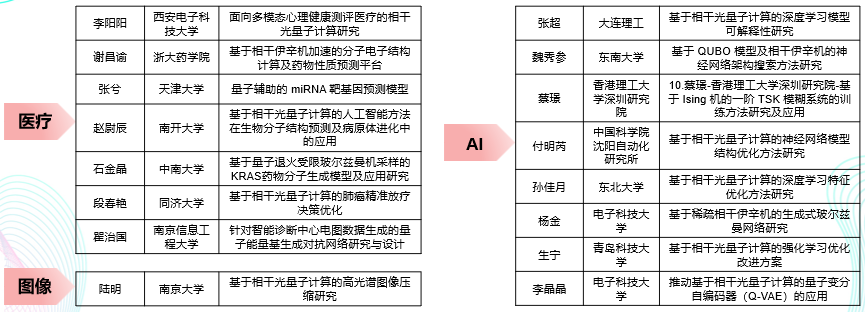 医疗
李阳阳
西安电子科
技大学
面向多模态心理健康测评医疗的相干
光量子计算研究
谢昌谕
浙大药学院
基于相干伊辛机加速的分子电子结构
计算及药物性质预测平台
张兮
天津大学
量子辅助的 miRNA 靶基因预测模型
赵尉辰
南开大学
基于相干光量子计算的人工智能方法
在生物分子结构预测及病原体进化中
的应用
石金晶
中南大学
基于量子退火受限玻尔兹曼机采样的
KRAS药物分子生成模型及应用研究
段春艳
同济大学
基于相干光量子计算的肺癌精准放疗
决策优化
瞿治国
南京信息工
程大学
针对智能诊断中心电图数据生成的量
子能量基生成对抗网络研究与设计
图像
陆明
南京大学
基于相干光量子计算的高光谱图像压
缩研究
AI
张超
大连理工
基于相干光量子计算的深度学习模型
可解释性研究
魏秀参
东南大学
基于 QUBO 模型及相干伊辛机的神
经网络架构搜索方法研究
蔡璟
香港理工大
学深圳研究
院
10.蔡璟-香港理工大学深圳研究院-基
于 Ising 机的一阶 TSK 模糊系统的训
练方法研究及应用
付明芮
中国科学院
沈阳自动化
研究所
基于相干光量子计算的神经网络模型
结构优化方法研究
孙佳月
东北大学
基于相干光量子计算的深度学习特征
优化方法研究
杨金
电子科技大
学
基于稀疏相干伊辛机的生成式玻尔兹
曼网络研究
生宁
青岛科技大
学
基于相干光量子计算的强化学习优化
改进方案
李晶晶
电子科技大
学
推动基于相干光量子计算的量子变分
自编码器（Q-VAE）的应用